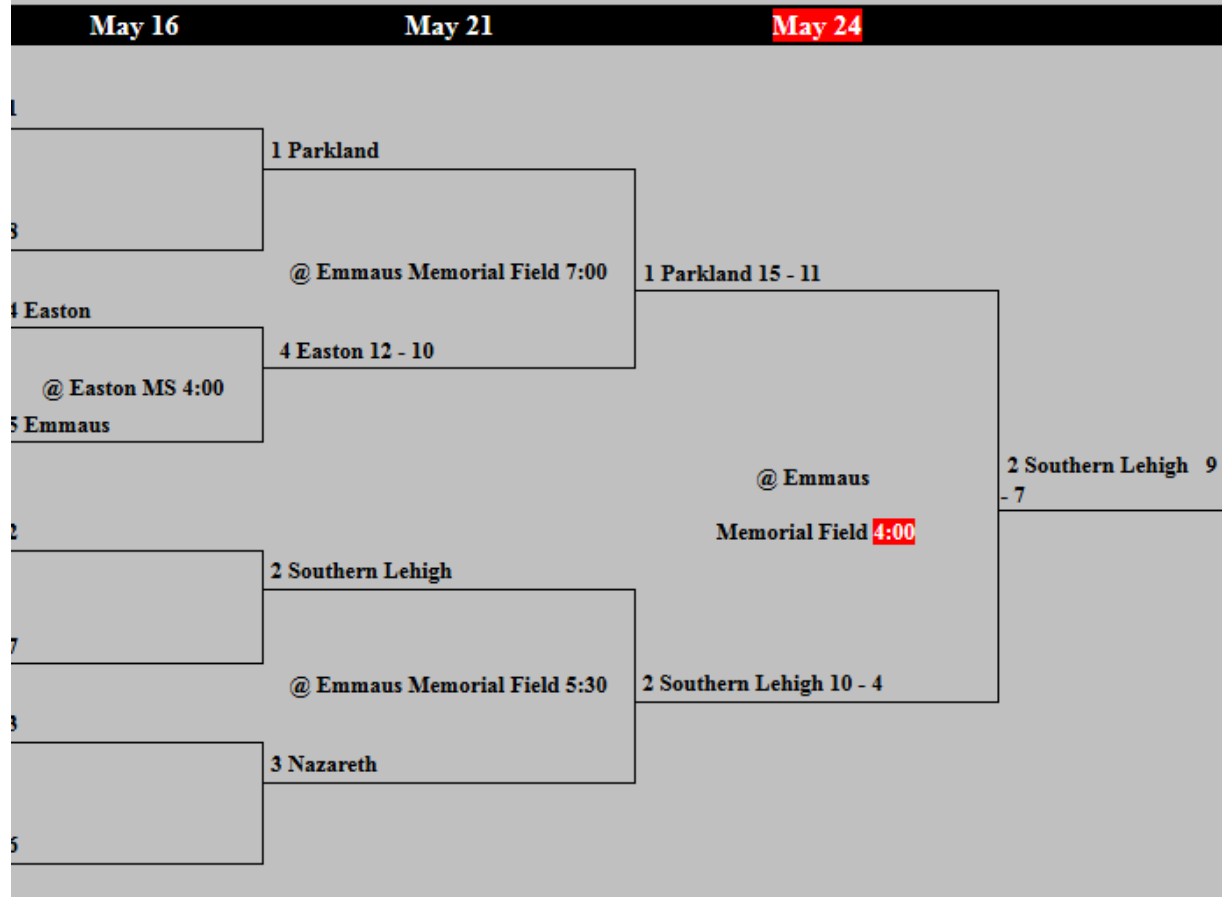 May 16
May 21
May 24
1
1 Parkland
8
@ Emmaus Memorial Field 7:00
1 Parkland 15 - 11
4 Easton
4 Easton 12 - 10
@ Easton MS 4:00
5 Emmaus
@ Emmaus
Memorial Field 4:00
2 Southern Lehigh 9
- 7
2
2 Southern Lehigh
7
@ Emmaus Memorial Field 5:30
2 Southern Lehigh 10 - 4
3
3 Nazareth
6